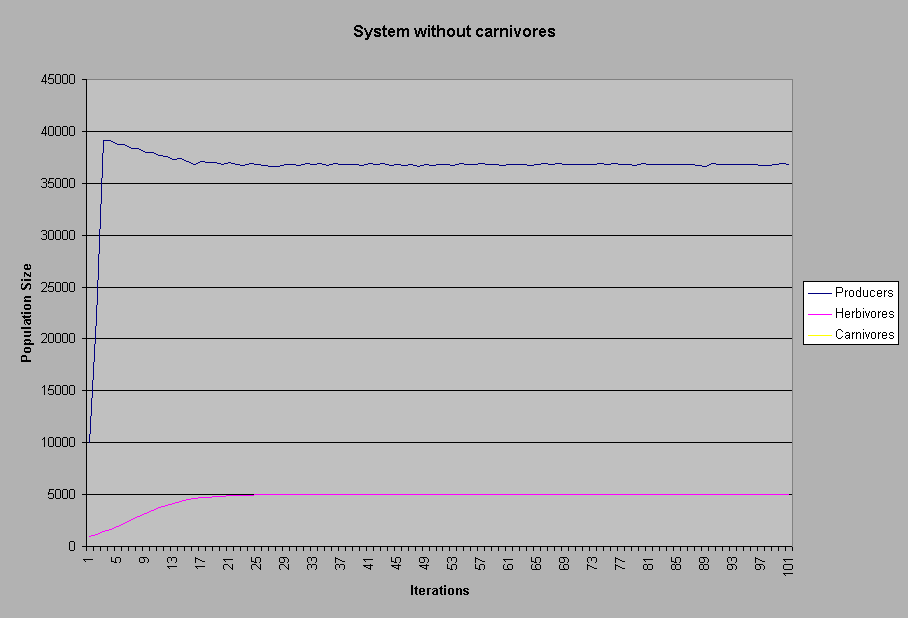 System without carnivores
45000
40000
35000
30000
25000
20000
15000
10000
5000
0
Population Size
1 5 9 13 17 21 25 29 33 37 41 45 49 53 57 61 65 69 73 77 81 85 89 93 97 101
Iterations
Producers
Herbivores
Carnivores